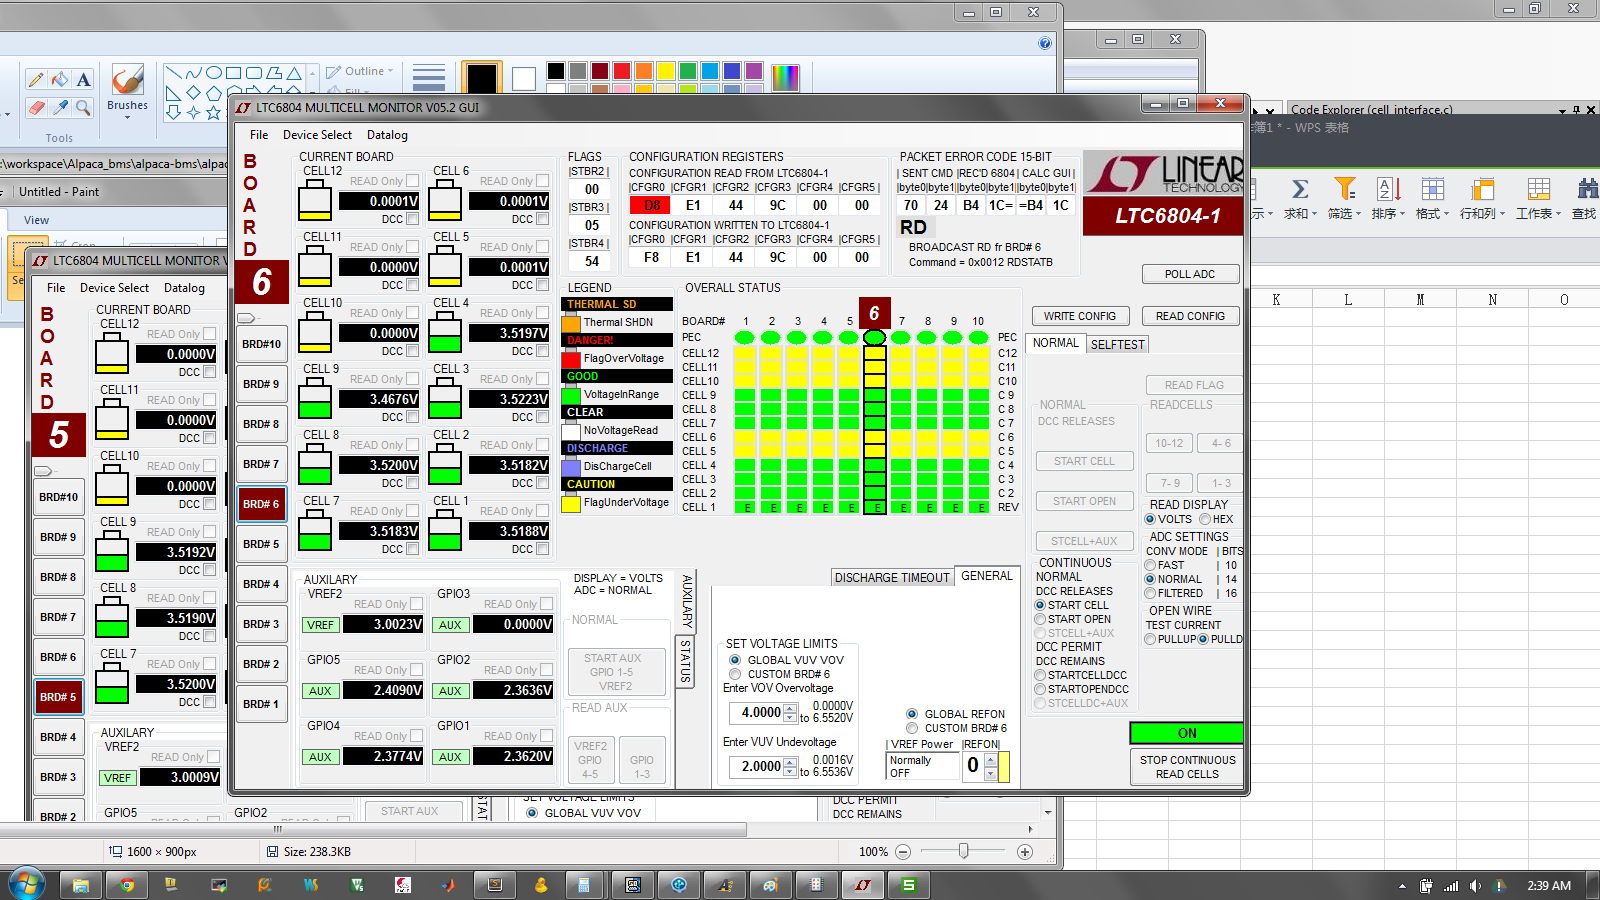 Outline
Fill
Brushes
Tools
Code Explorer (cell_interface.c)
簿1 * - WPS 表格
:\workspace\Alpaca_bms\alpaca-bms\alpac
Untitled - Paint
View
Crop
Se
示 求和 筛选 排序 格式 行和列 工作表 查找
K L M N O
LTC6804 MULTICELL MONITOR V05.2 GUI
File Device Select Datalog
BOARD
6
BRD#10
BRD# 9
BRD# 8
BRD# 7
BRD# 6
BRD# 5
BRD# 4
BRD# 3
BRD# 2
BRD# 1
CURRENT BOARD
CELL12 READ Only 0.0001V DCC
CELL 6 READ Only 0.0001V DCC
CELL11 READ Only 0.0000V DCC
CELL 5 READ Only 0.0001V DCC
CELL10 READ Only 0.0000V DCC
CELL 4 READ Only 3.5197V DCC
CELL 9 READ Only 3.4676V DCC
CELL 3 READ Only 3.5223V DCC
CELL 8 READ Only 3.5200V DCC
CELL 2 READ Only 3.5182V DCC
CELL 7 READ Only 3.5183V DCC
CELL 1 READ Only 3.5188V DCC
FLAGS
|STBR2|
00
|STBR3|
05
|STBR4|
54
CONFIGURATION REGISTERS
CONFIGURATION READ FROM LTC6804-1
|CFGR0 |CFGR1 |CFGR2 |CFGR3 |CFGR4 |CFGR5 |
D8 E1 44 9C 00 00
CONFIGURATION WRITTEN TO LTC6804-1
|CFGR0 |CFGR1 |CFGR2 |CFGR3 |CFGR4 |CFGR5 |
F8 E1 44 9C 00 00
PACKET ERROR CODE 15-BIT
| SENT CMD |REC'D 6804 | CALC GUI |
|byte0|byte1||byte0|byte1||byte0|byte1
70 24 B4 1C= =B4 1C
RD
BROADCAST RD fr BRD# 6
Command = 0x0012 RDSTATB
LINEAR
TECHNOLOGY
LTC6804-1
POLL ADC
WRITE CONFIG READ CONFIG
LEGEND
THERMAL SD
Thermal SHDN
DANGER!
FlagOverVoltage
GOOD
VoltageInRange
CLEAR
NoVoltageRead
DISCHARGE
DisChargeCell
CAUTION
FlagUnderVoltage
OVERALL STATUS
BOARD# 1 2 3 4 5 6 7 8 9 10
PEC PEC
CELL12 C12
CELL11 C11
CELL10 C10
CELL 9 C 9
CELL 8 C 8
CELL 7 C 7
CELL 6 C 6
CELL 5 C 5
CELL 4 C 4
CELL 3 C 3
CELL 2 C 2
CELL 1 E E E E E E E E E E REV
NORMAL SELFTEST
READ FLAG
NORMAL
DCC RELEASES
START CELL
START OPEN
STCELL+AUX
READCELLS
10-12 4- 6
7- 9 1- 3
READ DISPLAY
VOLTS HEX
ADC SETTINGS
CONV MODE | BITS
FAST | 10
NORMAL | 14
FILTERED | 16
OPEN WIRE
TEST CURRENT
PULLUP PULLD
CONTINUOUS
NORMAL
DCC RELEASES
START CELL
START OPEN
STCELL+AUX
DCC PERMIT
DCC REMAINS
STARTCELLDCC
STARTOPENDCC
STCELLDC+AUX
ON
STOP CONTINUOUS
READ CELLS
AUXILARY
VREF2 READ Only VREF 3.0023V
GPIO3 READ Only AUX 0.0000V
GPIO5 READ Only AUX 2.4090V
GPIO2 READ Only AUX 2.3636V
GPIO4 READ Only AUX 2.3774V
GPIO1 READ Only AUX 2.3620V
DISPLAY = VOLTS
ADC = NORMAL
NORMAL
START AUX
GPIO 1-5
VREF2
READ AUX
VREF2
GPIO
4-5
GPIO
1-3
AUXILARY
STATUS
DISCHARGE TIMEOUT GENERAL
SET VOLTAGE LIMITS
GLOBAL VUV VOV
CUSTOM BRD# 6
Enter VOV Overvoltage
4.0000 0.0000V
to 6.5520V
Enter VUV Undevoltage
2.0000 0.0016V
to 6.5536V
GLOBAL REFON
CUSTOM BRD# 6
| VREF Power |REFON|
Normally
OFF
0
LTC6804 MULTICELL MONITOR V
File Device Select Datalog
BOARD
5
BRD#10
BRD# 9
BRD# 8
BRD# 7
BRD# 6
BRD# 5
BRD# 4
BRD# 3
BRD# 2
CURRENT BOARD
CELL12 READ Only 0.0000V DCC
CELL11 READ Only 0.0000V DCC
CELL10 READ Only 0.0000V DCC
CELL 9 READ Only 3.5192V DCC
CELL 8 READ Only 3.5190V DCC
CELL 7 READ Only 3.5200V DCC
AUXILARY
VREF2 READ Only
VREF 3.0009V
GPIO5 GPIO2
START AUX
STAT
SET VOLTAGE LIMITS
GLOBAL VUV VOV
DCC PERMIT
DCC REMAINS
1600 × 900px
Size: 238.3KB
100%
2:39 AM